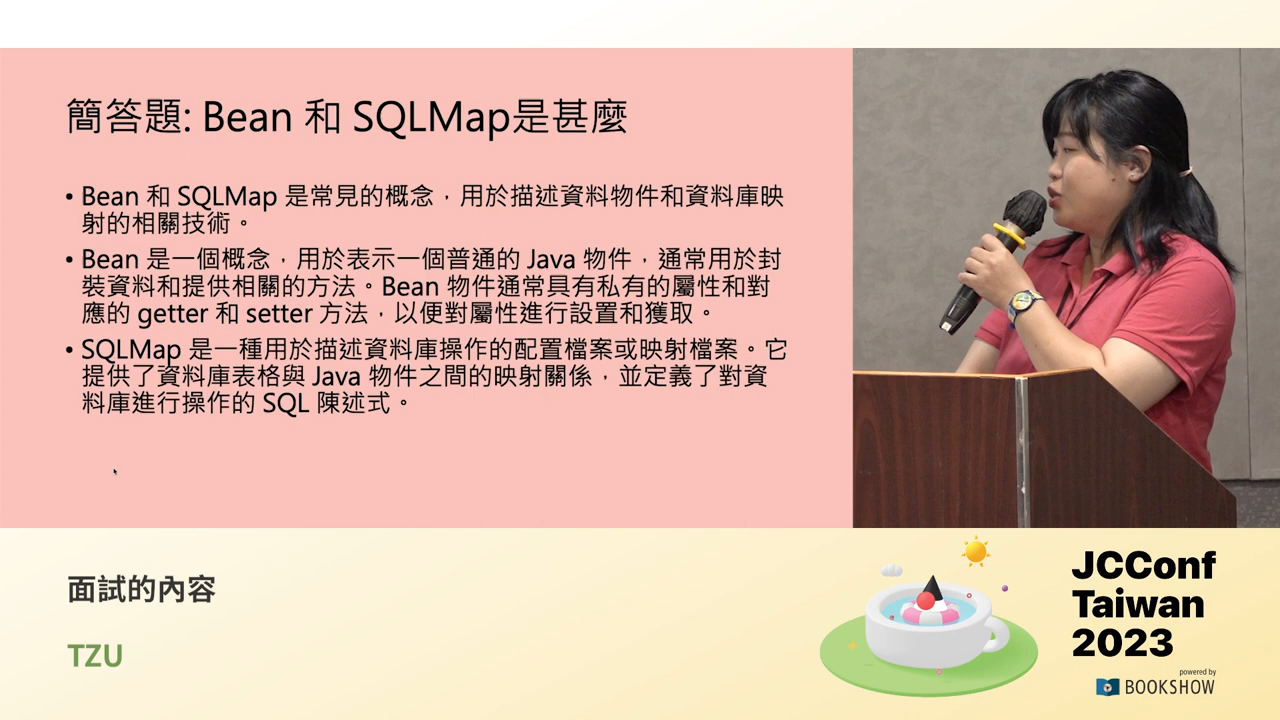 簡答題: Bean 和 SQLMap是甚麼
• Bean 和 SQLMap 是常見的概念，用於描述資料物件和資料庫映
射的相關技術。
• Bean 是一個概念，用於表示一個普通的 Java 物件，通常用於封
裝資料和提供相關的方法。Bean 物件通常具有私有的屬性和對
應的 getter 和 setter 方法，以便對屬性進行設置和獲取。
• SQLMap 是一種用於描述資料庫操作的配置檔案或映射檔案。它
提供了資料庫表格與 Java 物件之間的映射關係，並定義了對資
料庫進行操作的 SQL 陳述式。
面試的內容
TZU
JCConf
Taiwan
2023
powered by
BOOKSHOW